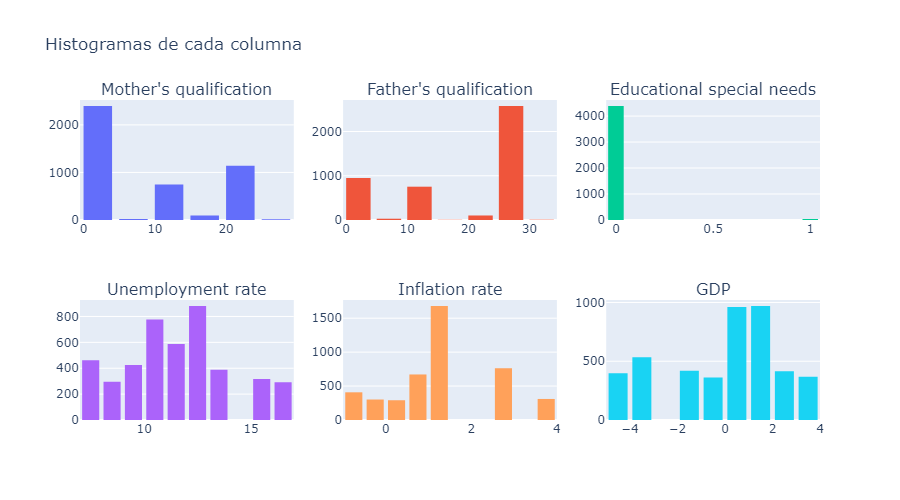 Histogramas de cada columna
Mother's qualification
Father's qualification
Educational special needs
2000
1000
0
0 10 20
2000
1000
0
0 10 20 30
4000
3000
2000
1000
0
0 0.5 1
Unemployment rate
Inflation rate
GDP
800
600
400
200
0
10 15
1500
1000
500
0
0 2 4
1000
500
0
−4 −2 0 2 4